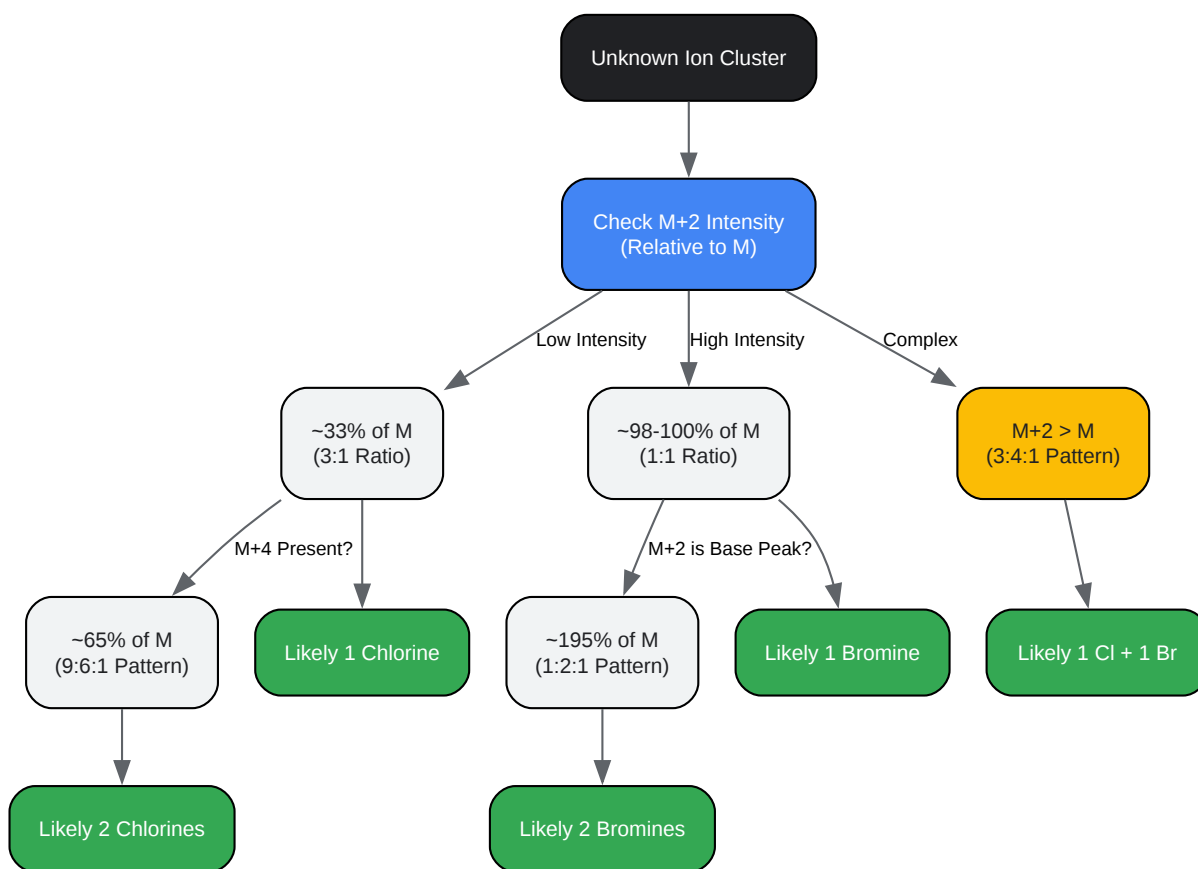 Unknown Ion Cluster
Check M+2 Intensity
(Relative to M)
Low Intensity
High Intensity
Complex
~33% of M
(3:1 Ratio)
~98-100% of M
(1:1 Ratio)
M+2 > M
(3:4:1 Pattern)
M+4 Present?
M+2 is Base Peak?
~65% of M
(9:6:1 Pattern)
Likely 1 Chlorine
~195% of M
(1:2:1 Pattern)
Likely 1 Bromine
Likely 1 Cl + 1 Br
Likely 2 Chlorines
Likely 2 Bromines